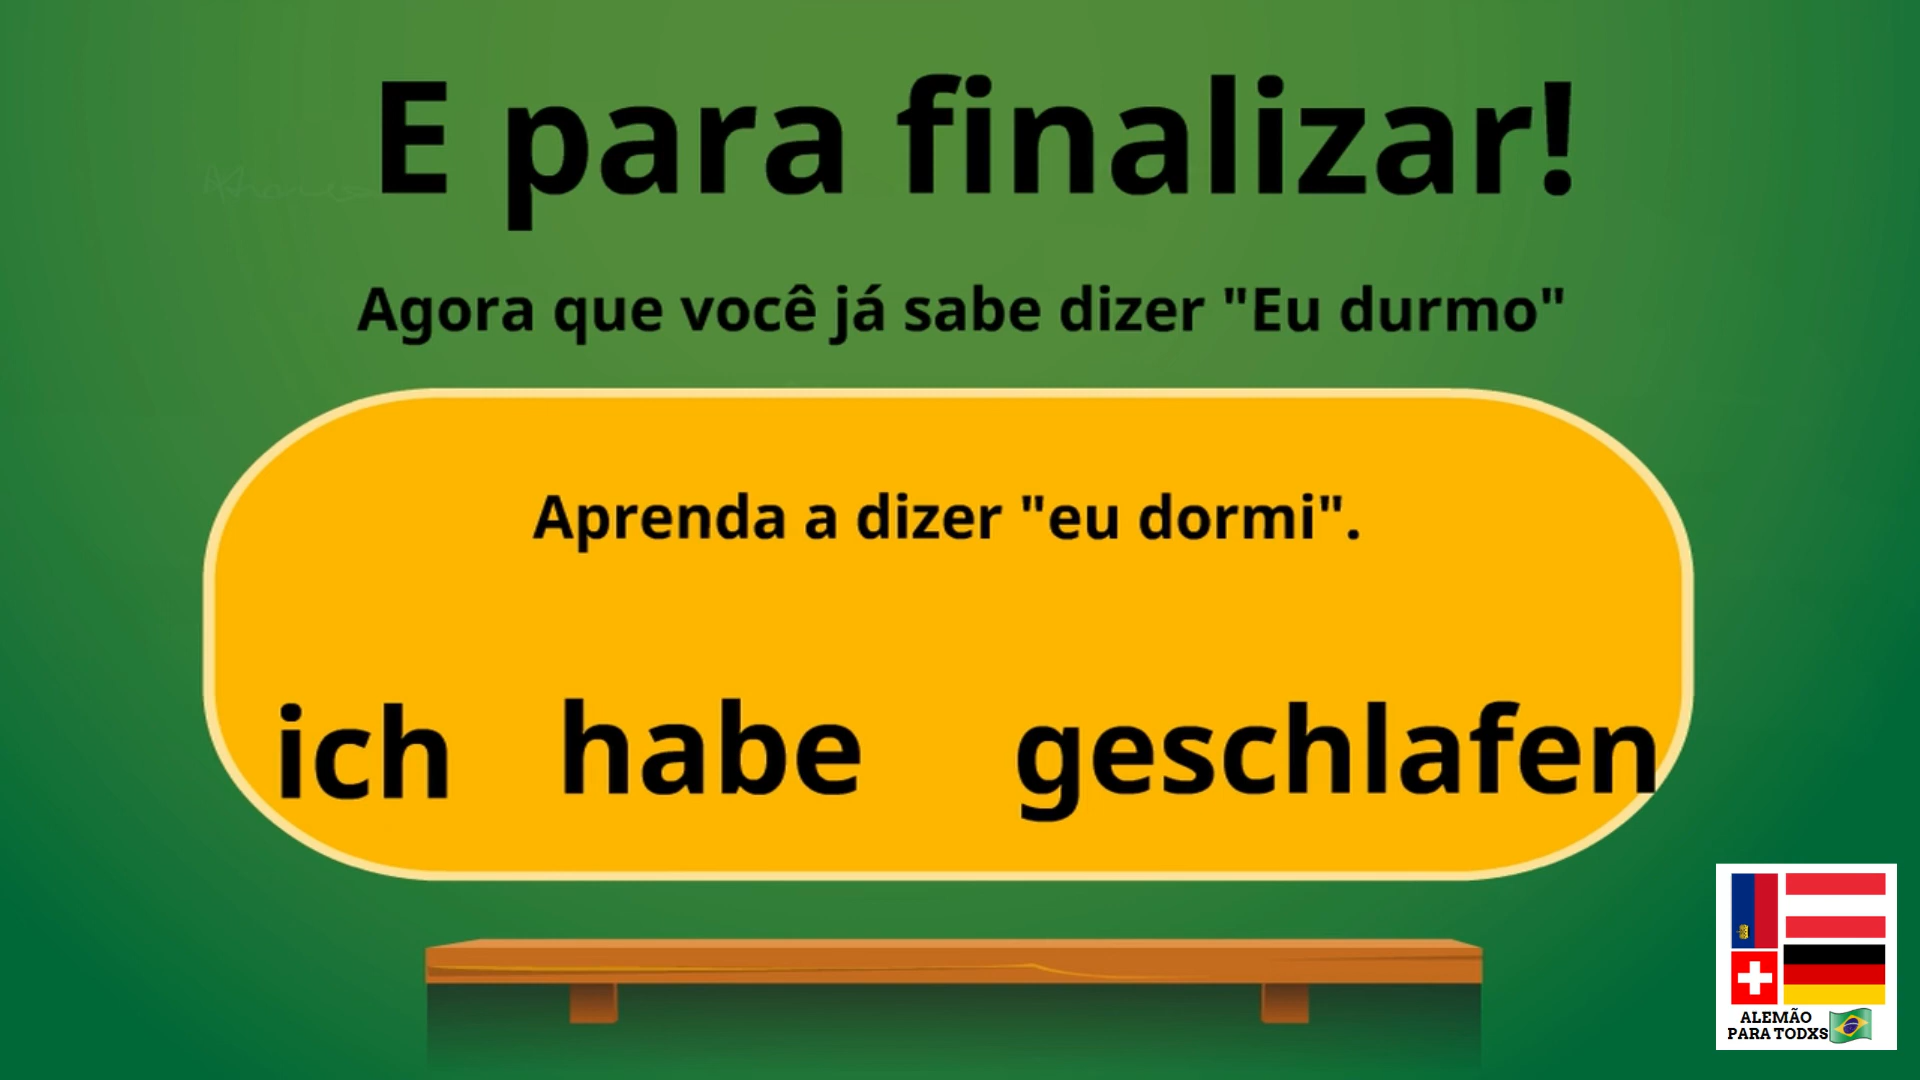 E para finalizar!
Agora que você já sabe dizer "Eu durmo"
Aprenda a dizer "eu dormi".
ich habe geschlafen
ALEMÃO
PARA TODXS